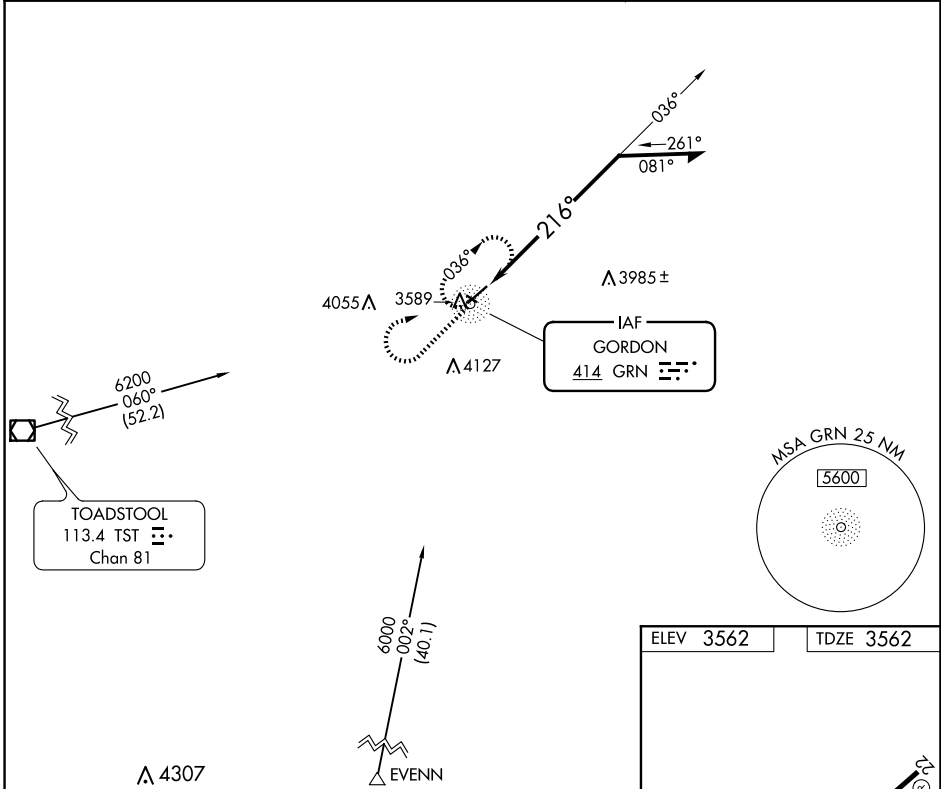 036°
261°
081°
216°
036°
3985±
4055
3589
IAF
GORDON
414 GRN
4127
6200
060°
(52.2)
MSA GRN 25 NM
5600
TOADSTOOL
113.4 TST
Chan 81
6000
002°
(40.1)
ELEV 3562
TDZE 3562
4307
EVENN
22
R